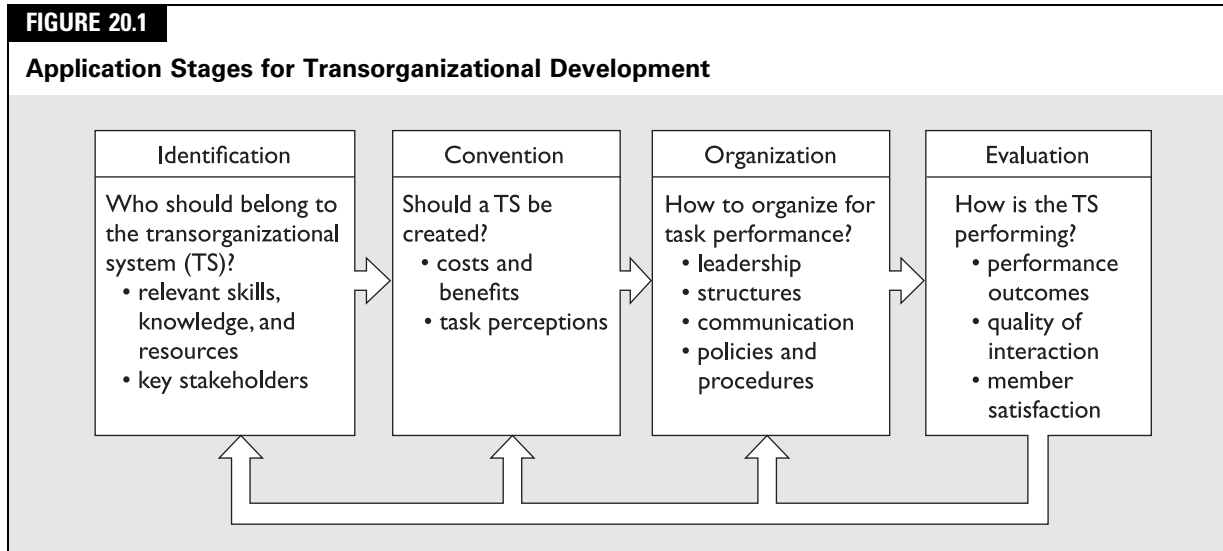 FIGURE 20.1
Application Stages for Transorganizational Development
Identification
Who should belong to
the transorganizational
system (TS)?
• relevant skills,
knowledge, and
resources
• key stakeholders
Convention
Should a TS be
created?
• costs and
benefits
• task perceptions
Organization
How to organize for
task performance?
• leadership
• structures
• communication
• policies and
procedures
Evaluation
How is the TS
performing?
• performance
outcomes
• quality of
interaction
• member
satisfaction